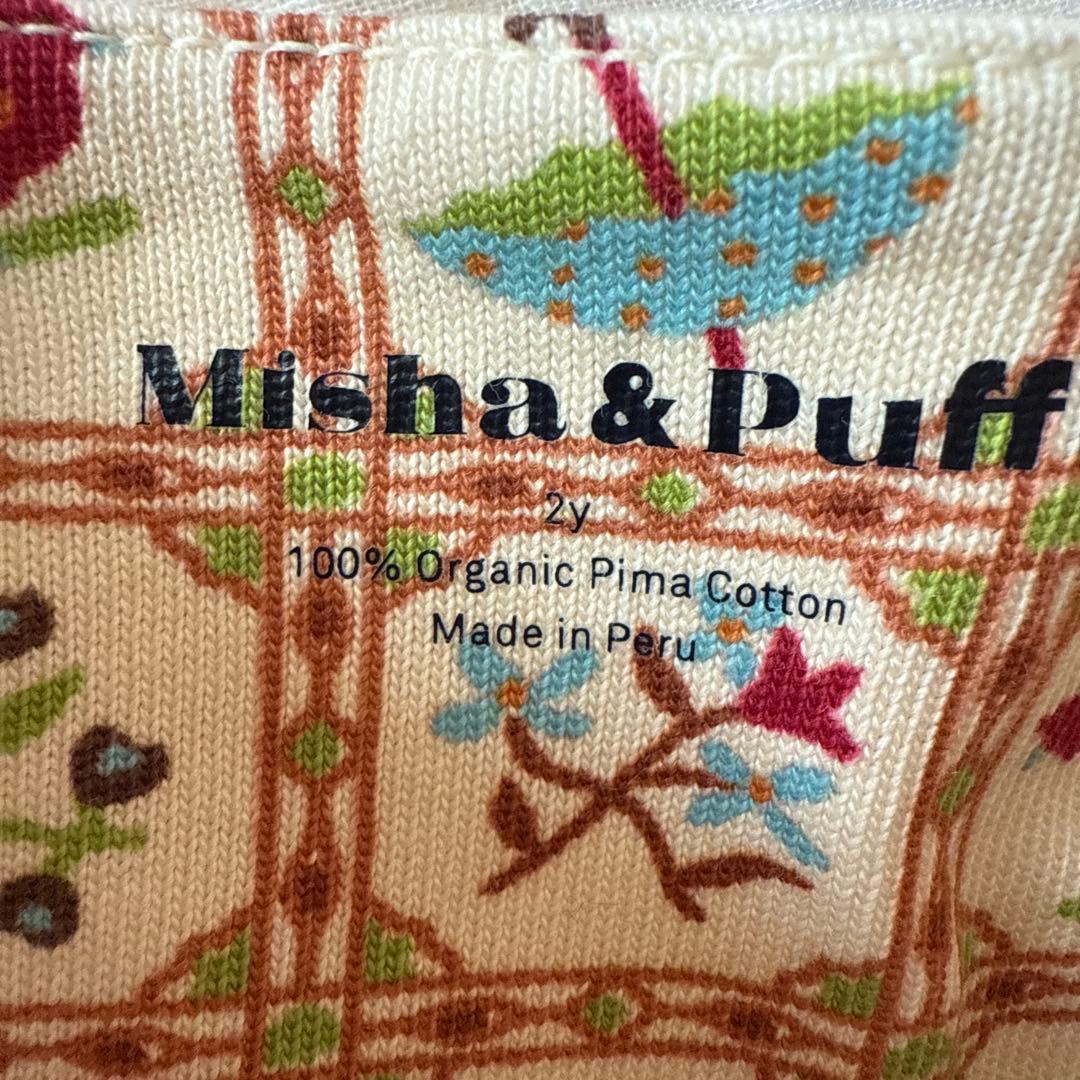 Misha & Puff
2y
100% Organic Pima Cotton
Made in Peru